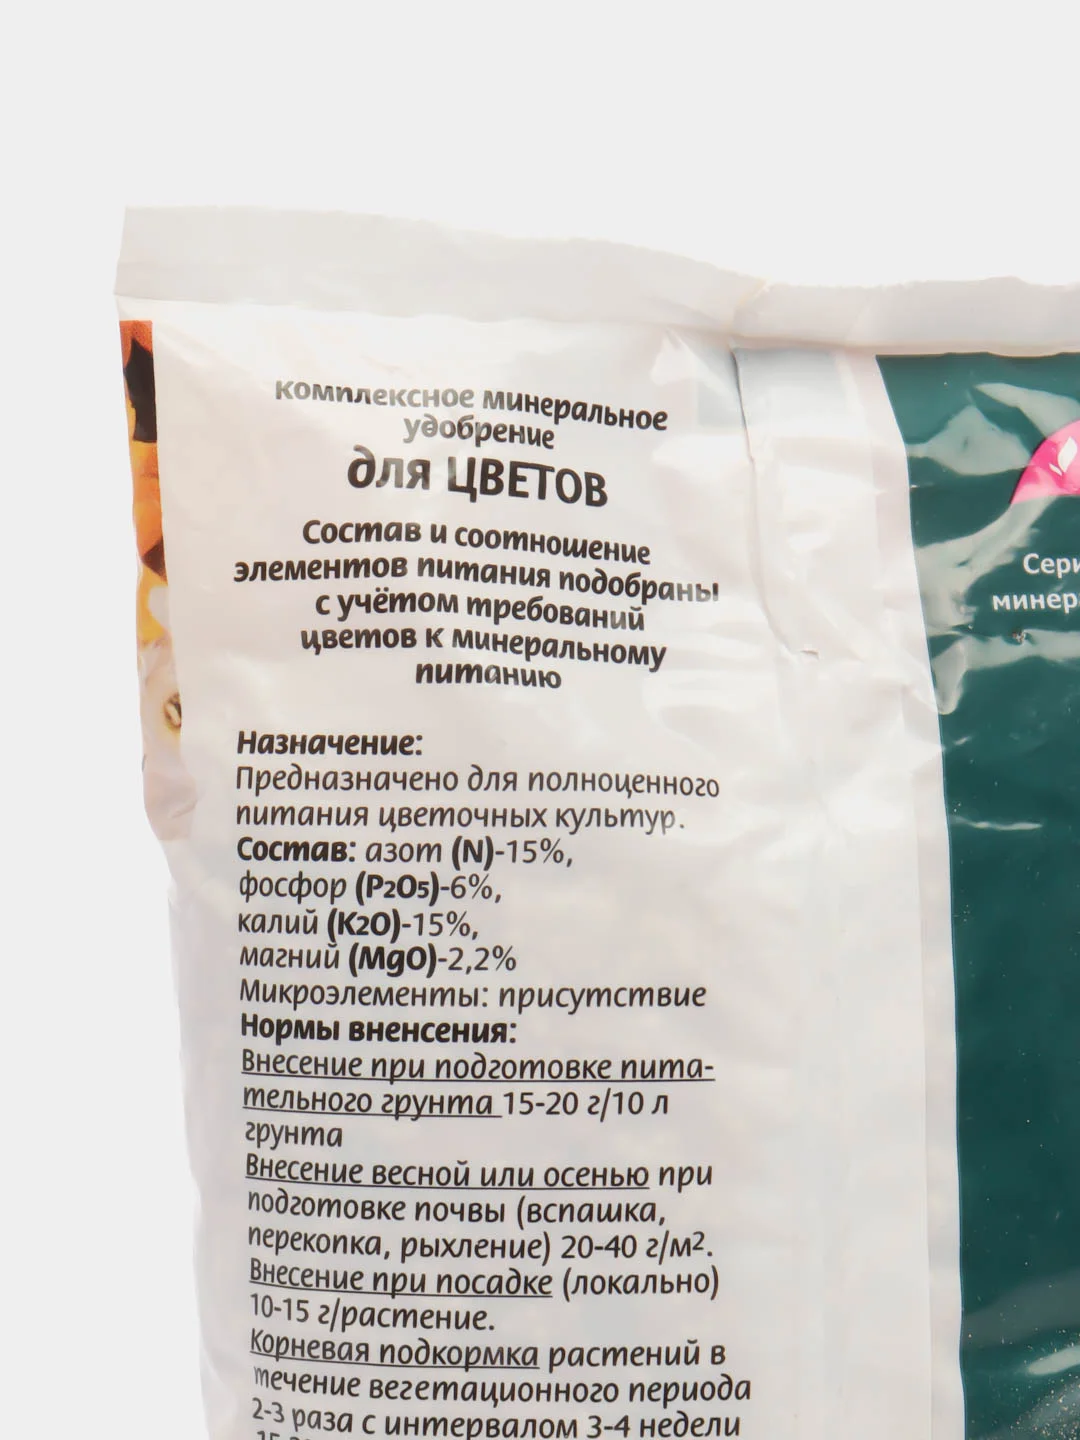 комплексное минеральное
удобрение
для ЦВЕТОВ
Состав и соотношение
элементов питания подобраны
с учётом требований
цветов к минеральному
питанию
Назначение:
Предназначено для полноценного
питания цветочных культур.
Состав: азот (N)-15%,
фосфор (P2O5)-6%,
калий (K2O)-15%,
магний (MgO)-2,2%
Микроэлементы: присутствие
Нормы вненсения:
Внесение при подготовке пита-
тельного грунта 15-20 г/10 л
грунта
Внесение весной или осенью при
подготовке почвы (вспашка,
перекопка, рыхление) 20-40 г/м².
Внесение при посадке (локально)
10-15 г/растение.
Корневая подкормка растений в
течение вегетационного периода
2-3 раза с интервалом 3-4 недели